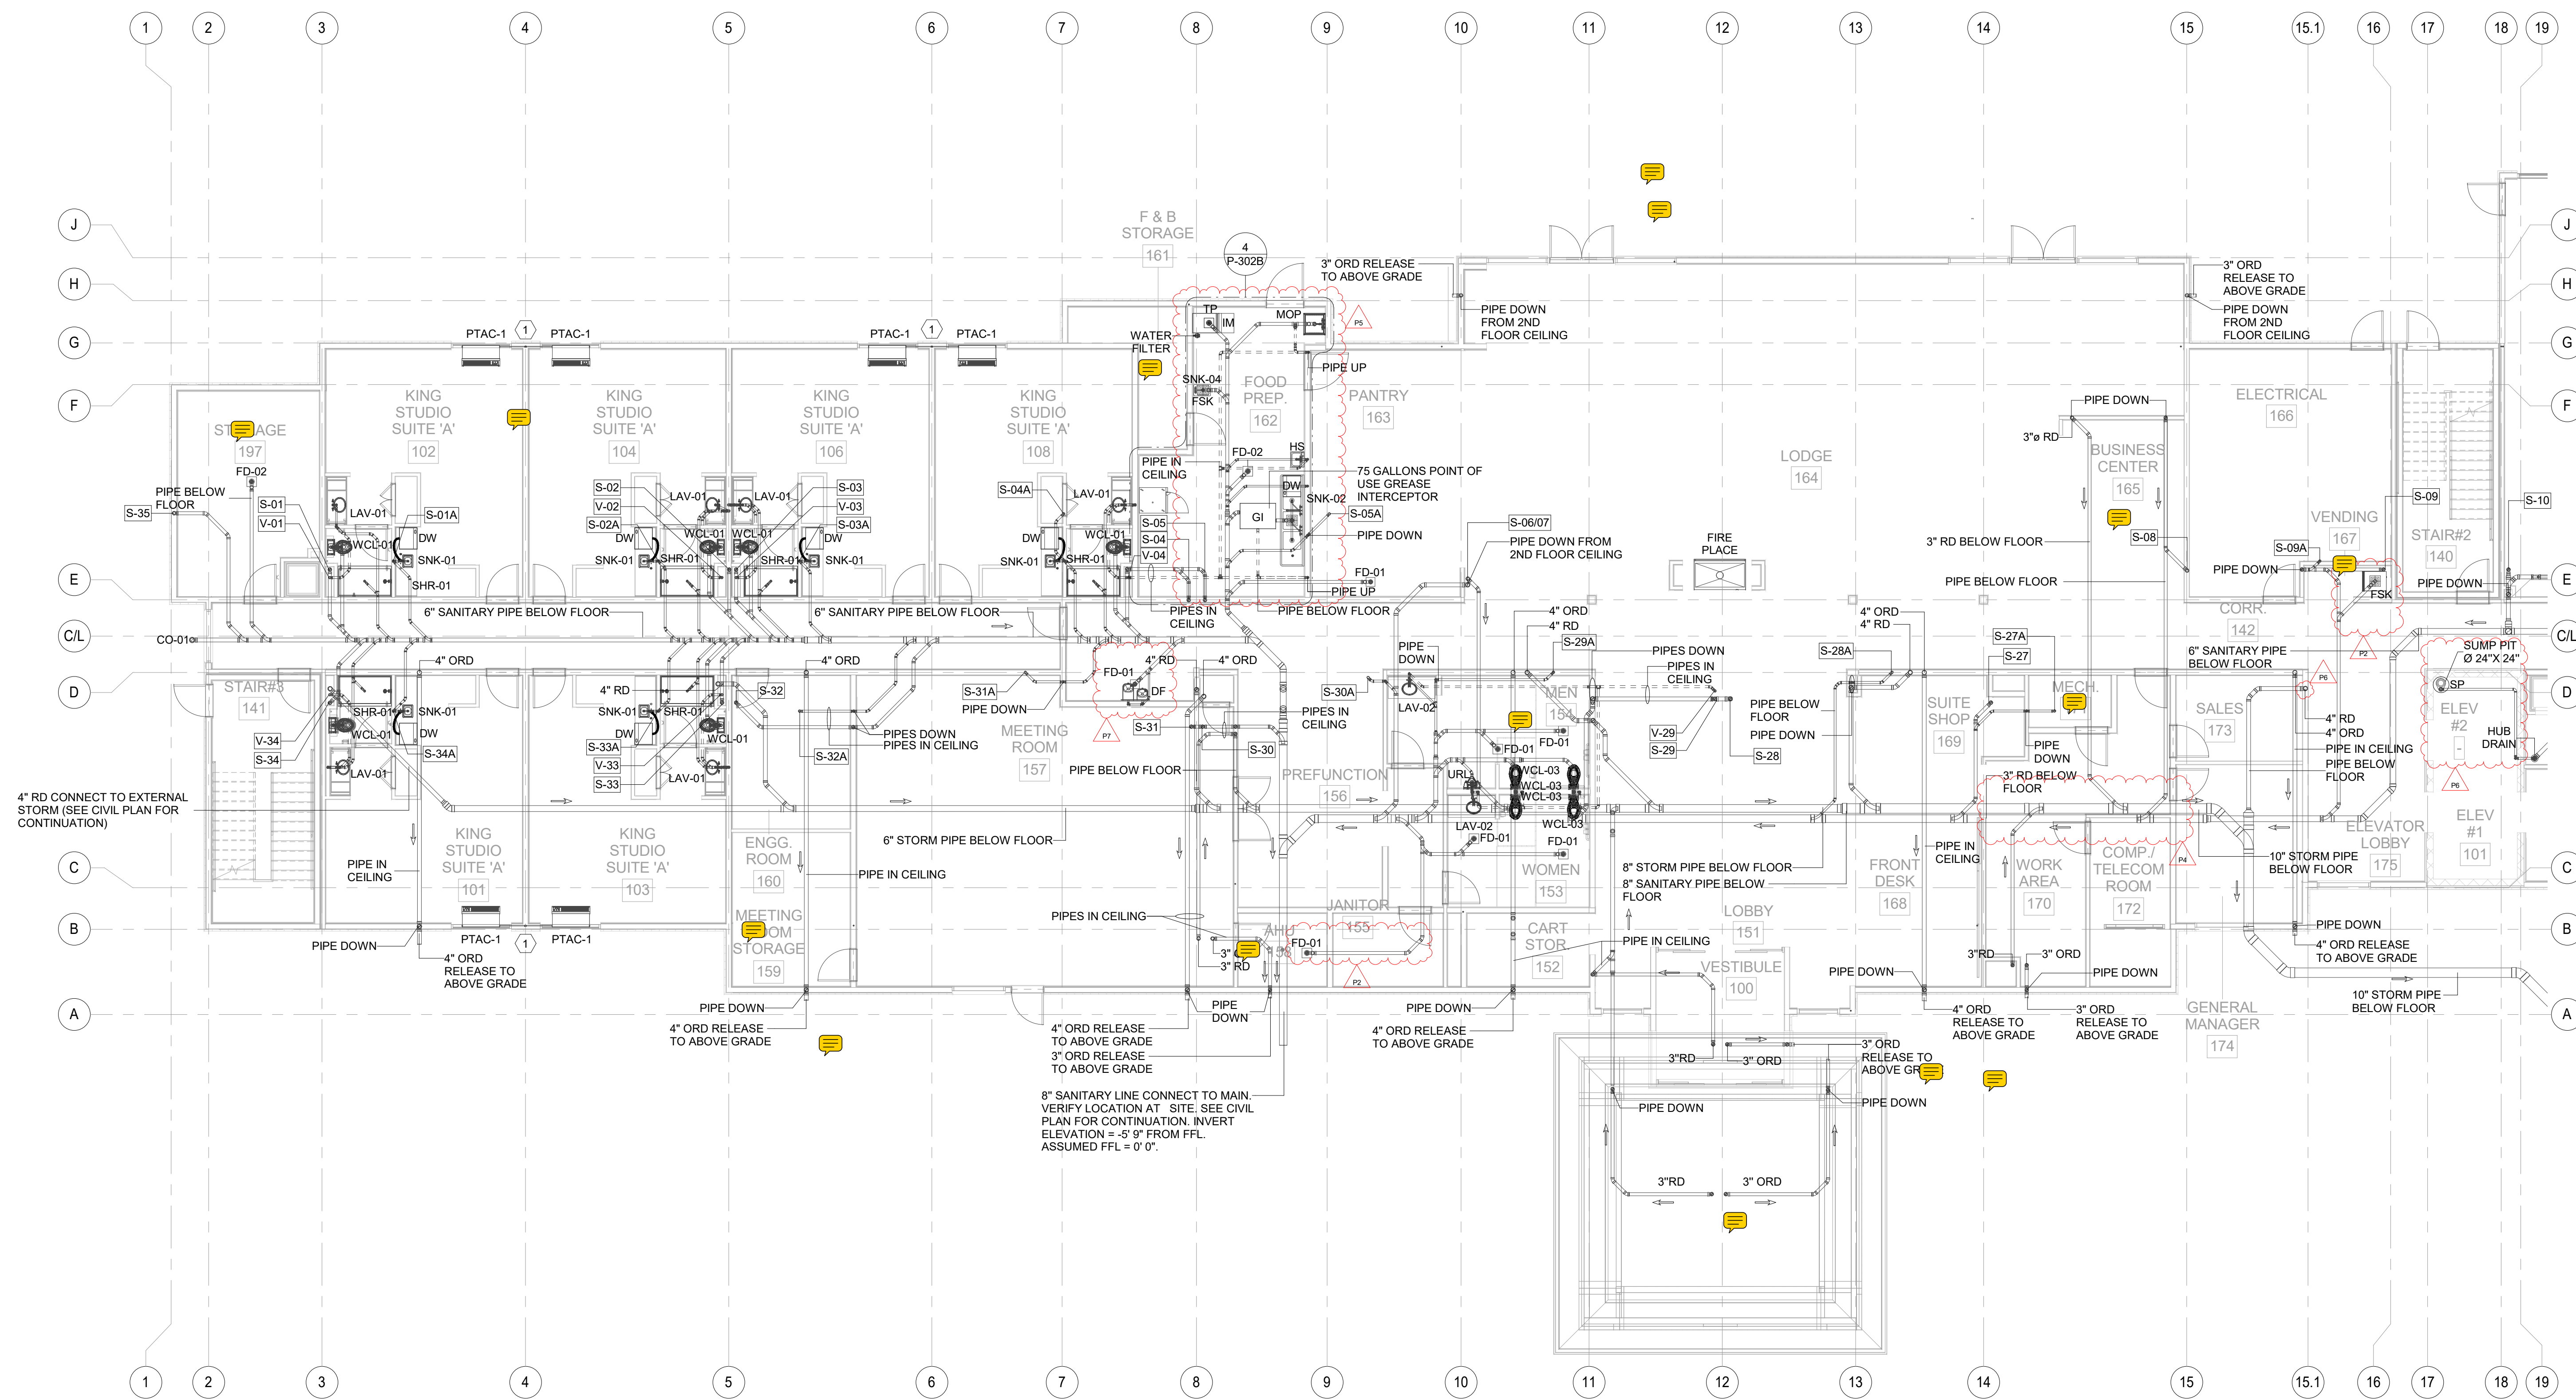 1
2
3
4
5
6
7
8
9
10
11
12
13
14
15
15.1
16
17
18
19
J
J
F & B
STORAGE
161
4
P-302B
3" ORD RELEASE
TO ABOVE GRADE
3" ORD
RELEASE TO
ABOVE GRADE
H
H
PIPE DOWN
FROM 2ND
FLOOR CEILING
PIPE DOWN
FROM 2ND
FLOOR CEILING
TP
IM
MOP
P5
PTAC-1
1
PTAC-1
PTAC-1
1
PTAC-1
WATER
FILTER
G
G
PIPE UP
SNK-04
FSK
FOOD
PREP.
162
PANTRY
163
F
F
KING
STUDIO
SUITE 'A'
102
KING
STUDIO
SUITE 'A'
104
KING
STUDIO
SUITE 'A'
106
KING
STUDIO
SUITE 'A'
108
197
FD-02
ELECTRICAL
166
PIPE DOWN
3"ø RD
BUSINESS
CENTER
165
LODGE
164
PIPE IN
CEILING
FD-02
HS
75 GALLONS POINT OF
USE GREASE
INTERCEPTOR
DW
SNK-02
GI
S-05A
PIPE DOWN
PIPE BELOW
FLOOR
S-35
S-01
V-01
LAV-01
S-01A
WCL-01
DW
SNK-01
SHR-01
S-02
V-02
S-02A
LAV-01
LAV-01
S-03
V-03
S-03A
DW
WCL-01
WCL-01
DW
SNK-01
SHR-01
SHR-01
SNK-01
S-04A
LAV-01
DW
WCL-01
SNK-01
SHR-01
S-05
S-04
V-04
S-06/07
PIPE DOWN FROM
2ND FLOOR CEILING
FIRE
PLACE
3" RD BELOW FLOOR
S-08
PIPE BELOW FLOOR
VENDING
167
S-09
S-09A
PIPE DOWN
FSK
STAIR#2
140
S-10
PIPE DOWN
E
E
FD-01
PIPE UP
6" SANITARY PIPE BELOW FLOOR
6" SANITARY PIPE BELOW FLOOR
PIPES IN
CEILING
PIPE BELOW FLOOR
4" ORD
4" RD
S-29A
4" ORD
4" RD
CORR.
142
C/L
CO-01
C/L
P2
6" SANITARY PIPE
BELOW FLOOR
SUMP PIT
Ø 24"X 24"
SP
D
D
STAIR#3
141
4" ORD
4" RD
S-32
4" ORD
S-31A
PIPE DOWN
FD-01
DF
4" RD
4" ORD
P7
S-31
PIPES IN
CEILING
S-30
PIPE
DOWN
S-30A
LAV-02
MEN
154
PIPES DOWN
PIPES IN
CEILING
V-29
S-29
S-28
S-28A
PIPE BELOW
FLOOR
PIPE DOWN
S-27A
S-27
SUITE
SHOP
169
MECH.
PIPE
DOWN
P6
SALES
173
4" RD
4" ORD
PIPE IN CEILING
PIPE BELOW
FLOOR
ELEV
#2
-
HUB
DRAIN
P6
SHR-01
SNK-01
WCL-01
DW
V-34
S-34
S-34A
LAV-01
SNK-01
SHR-01
DW
WCL-01
S-33A
V-33
S-33
LAV-01
PIPES DOWN
PIPES IN CEILING
S-32A
MEETING
ROOM
157
PIPE BELOW FLOOR
PREFUNCTION
156
FD-01
FD-01
URL
WCL-03
WCL-03
WCL-03
WCL-03
LAV-02
FD-01
FD-01
3" RD BELOW
FLOOR
4" RD CONNECT TO EXTERNAL
STORM (SEE CIVIL PLAN FOR
CONTINUATION)
6" STORM PIPE BELOW FLOOR
KING
STUDIO
SUITE 'A'
101
KING
STUDIO
SUITE 'A'
103
PIPE IN
CEILING
ENGG.
ROOM
160
PIPE IN CEILING
C
C
WOMEN
153
8" STORM PIPE BELOW FLOOR
8" SANITARY PIPE BELOW
FLOOR
FRONT
DESK
168
PIPE IN
CEILING
WORK
AREA
170
COMP./
TELECOM
ROOM
172
P4
10" STORM PIPE
BELOW FLOOR
ELEVATOR
LOBBY
175
ELEV
#1
101
B
B
PTAC-1
1
PTAC-1
PIPE DOWN
4" ORD
RELEASE TO
ABOVE GRADE
MEETING
STORAGE
159
PIPES IN CEILING
3"
3" RD
JANITOR
155
FD-01
P2
CART
STOR.
152
PIPE IN CEILING
LOBBY
151
VESTIBULE
100
PIPE DOWN
3"RD
3" ORD
PIPE DOWN
PIPE DOWN
4" ORD RELEASE
TO ABOVE GRADE
10" STORM PIPE
BELOW FLOOR
A
A
PIPE DOWN
4" ORD RELEASE
TO ABOVE GRADE
PIPE
DOWN
4" ORD RELEASE
TO ABOVE GRADE
3" ORD RELEASE
TO ABOVE GRADE
PIPE DOWN
4" ORD RELEASE
TO ABOVE GRADE
4" ORD
RELEASE TO
ABOVE GRADE
3" ORD
RELEASE TO
ABOVE GRADE
GENERAL
MANAGER
174
3"RD
3" ORD
3" ORD
RELEASE TO
ABOVE
PIPE DOWN
PIPE DOWN
8" SANITARY LINE CONNECT TO MAIN.
VERIFY LOCATION AT SITE. SEE CIVIL
PLAN FOR CONTINUATION. INVERT
ELEVATION = -5' 9" FROM FFL.
ASSUMED FFL = 0' 0".
3"RD
3" ORD
1
2
3
4
5
6
7
8
9
10
11
12
13
14
15
15.1
16
17
18
19